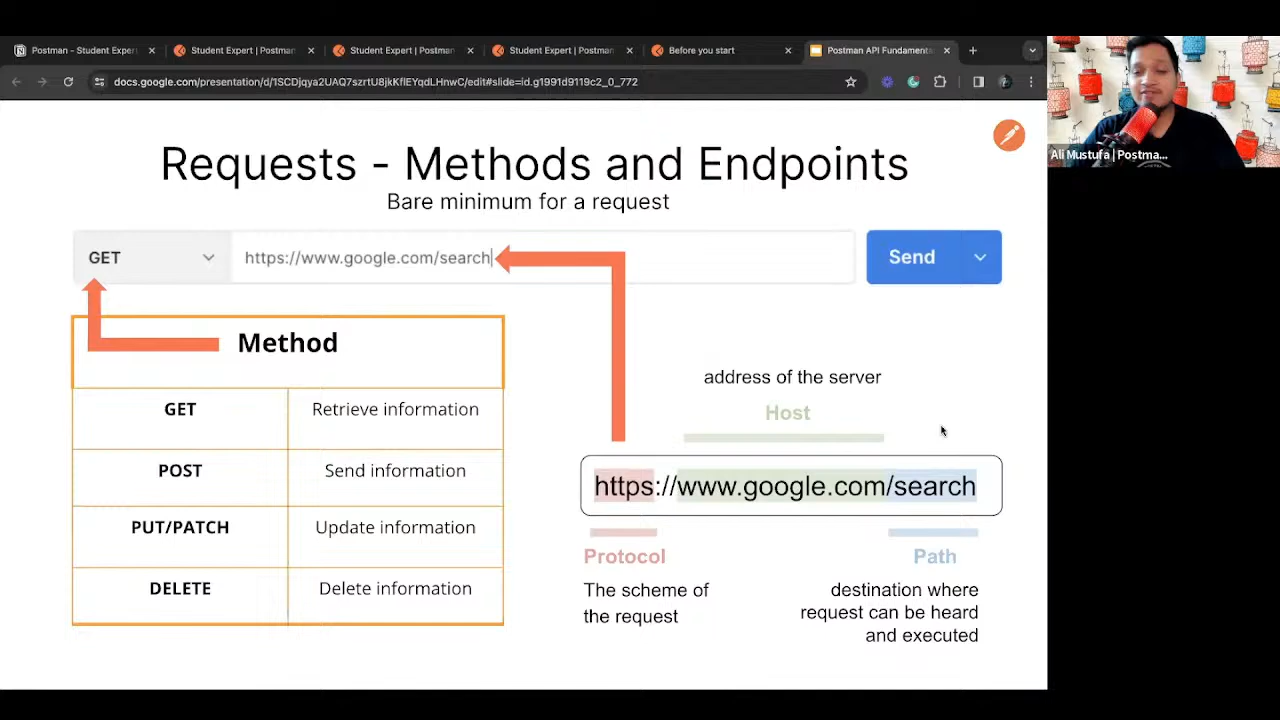 Postman - Student Exper
Student Expert | Postman
Student Expert | Postman
Student Expert | Postman
Before you start
Postman API Fundamenta
docs.google.com/presentation/d/1SCDjqya2UAQ7szrtU8jkKflEYqdLHnvC/edit#slide=id.g1991d9119c2_0_772
Ali Mustufa | Postma...
Requests - Methods and Endpoints
Bare minimum for a request
GET
https://www.google.com/search
Send
Method
GET
Retrieve information
POST
Send information
PUT/PATCH
Update information
DELETE
Delete information
address of the server
Host
https://www.google.com/search
Protocol
The scheme of
the request
Path
destination where
request can be heard
and executed